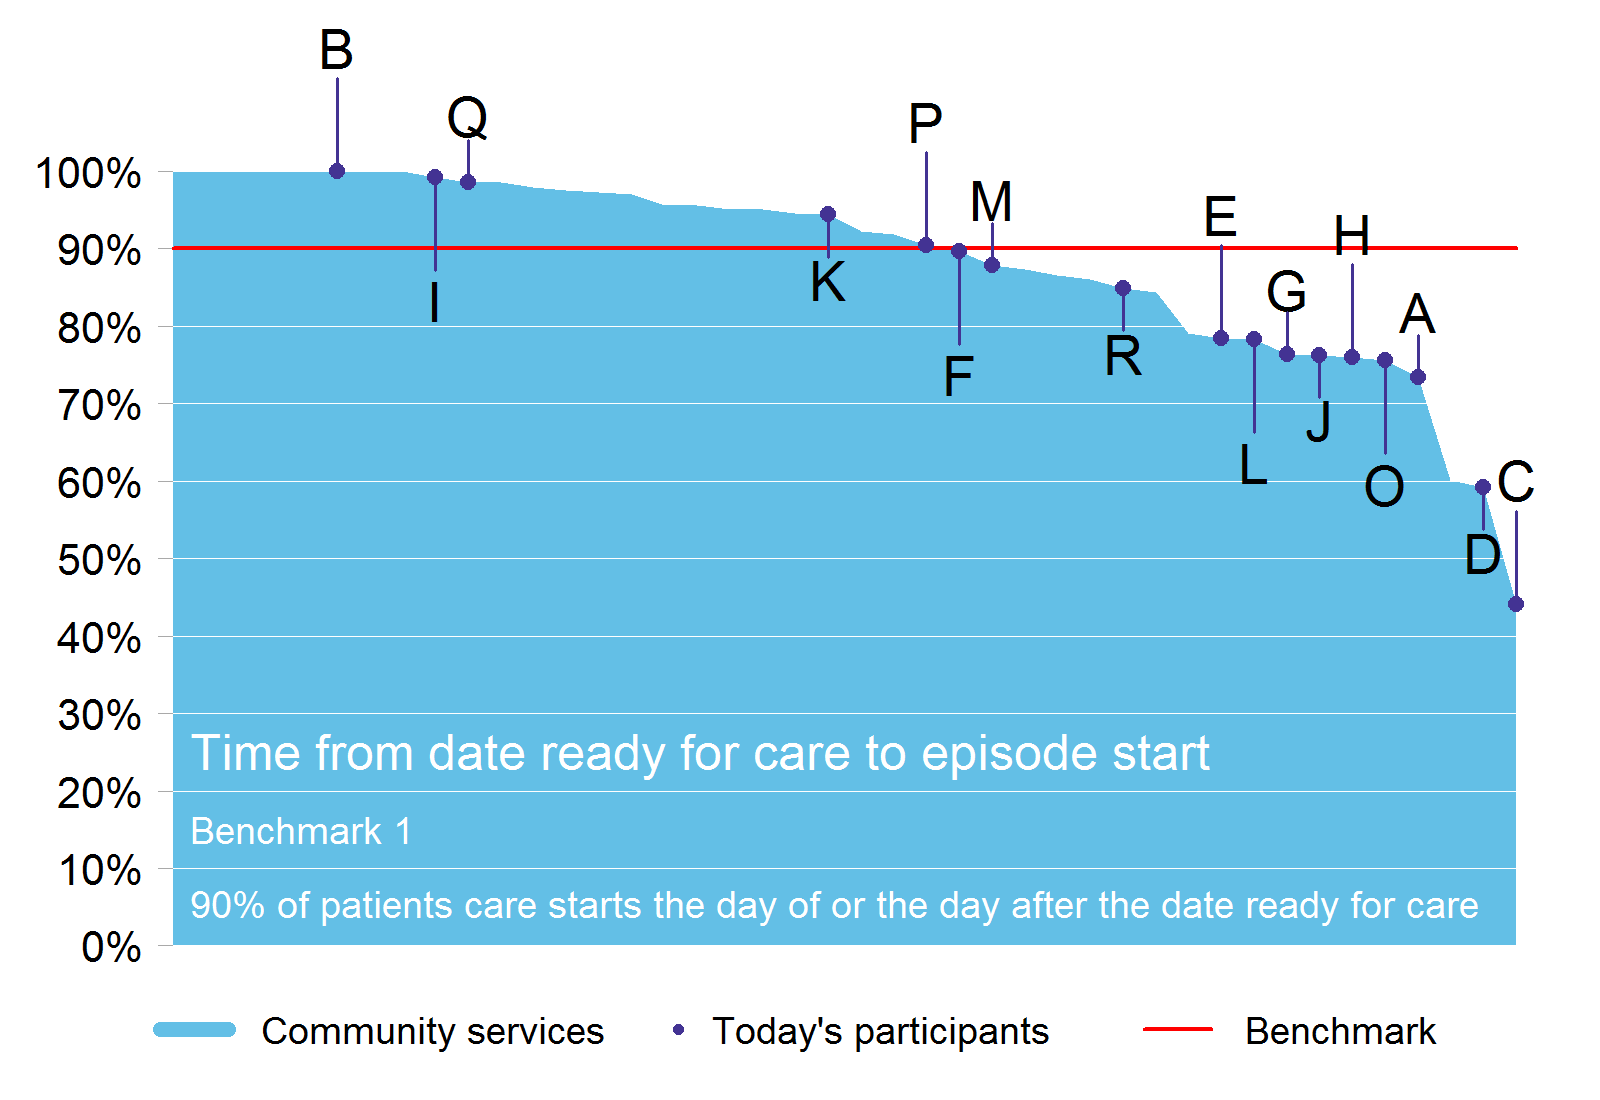 B
Q
P
M
E
H
G
A
C
I
K
F
R
L
J
O
D
100%
90%
80%
70%
60%
50%
40%
30%
20%
10%
0%
Time from date ready for care to episode start
Benchmark 1
90% of patients care starts the day of or the day after the date ready for care
Community services
Today's participants
Benchmark